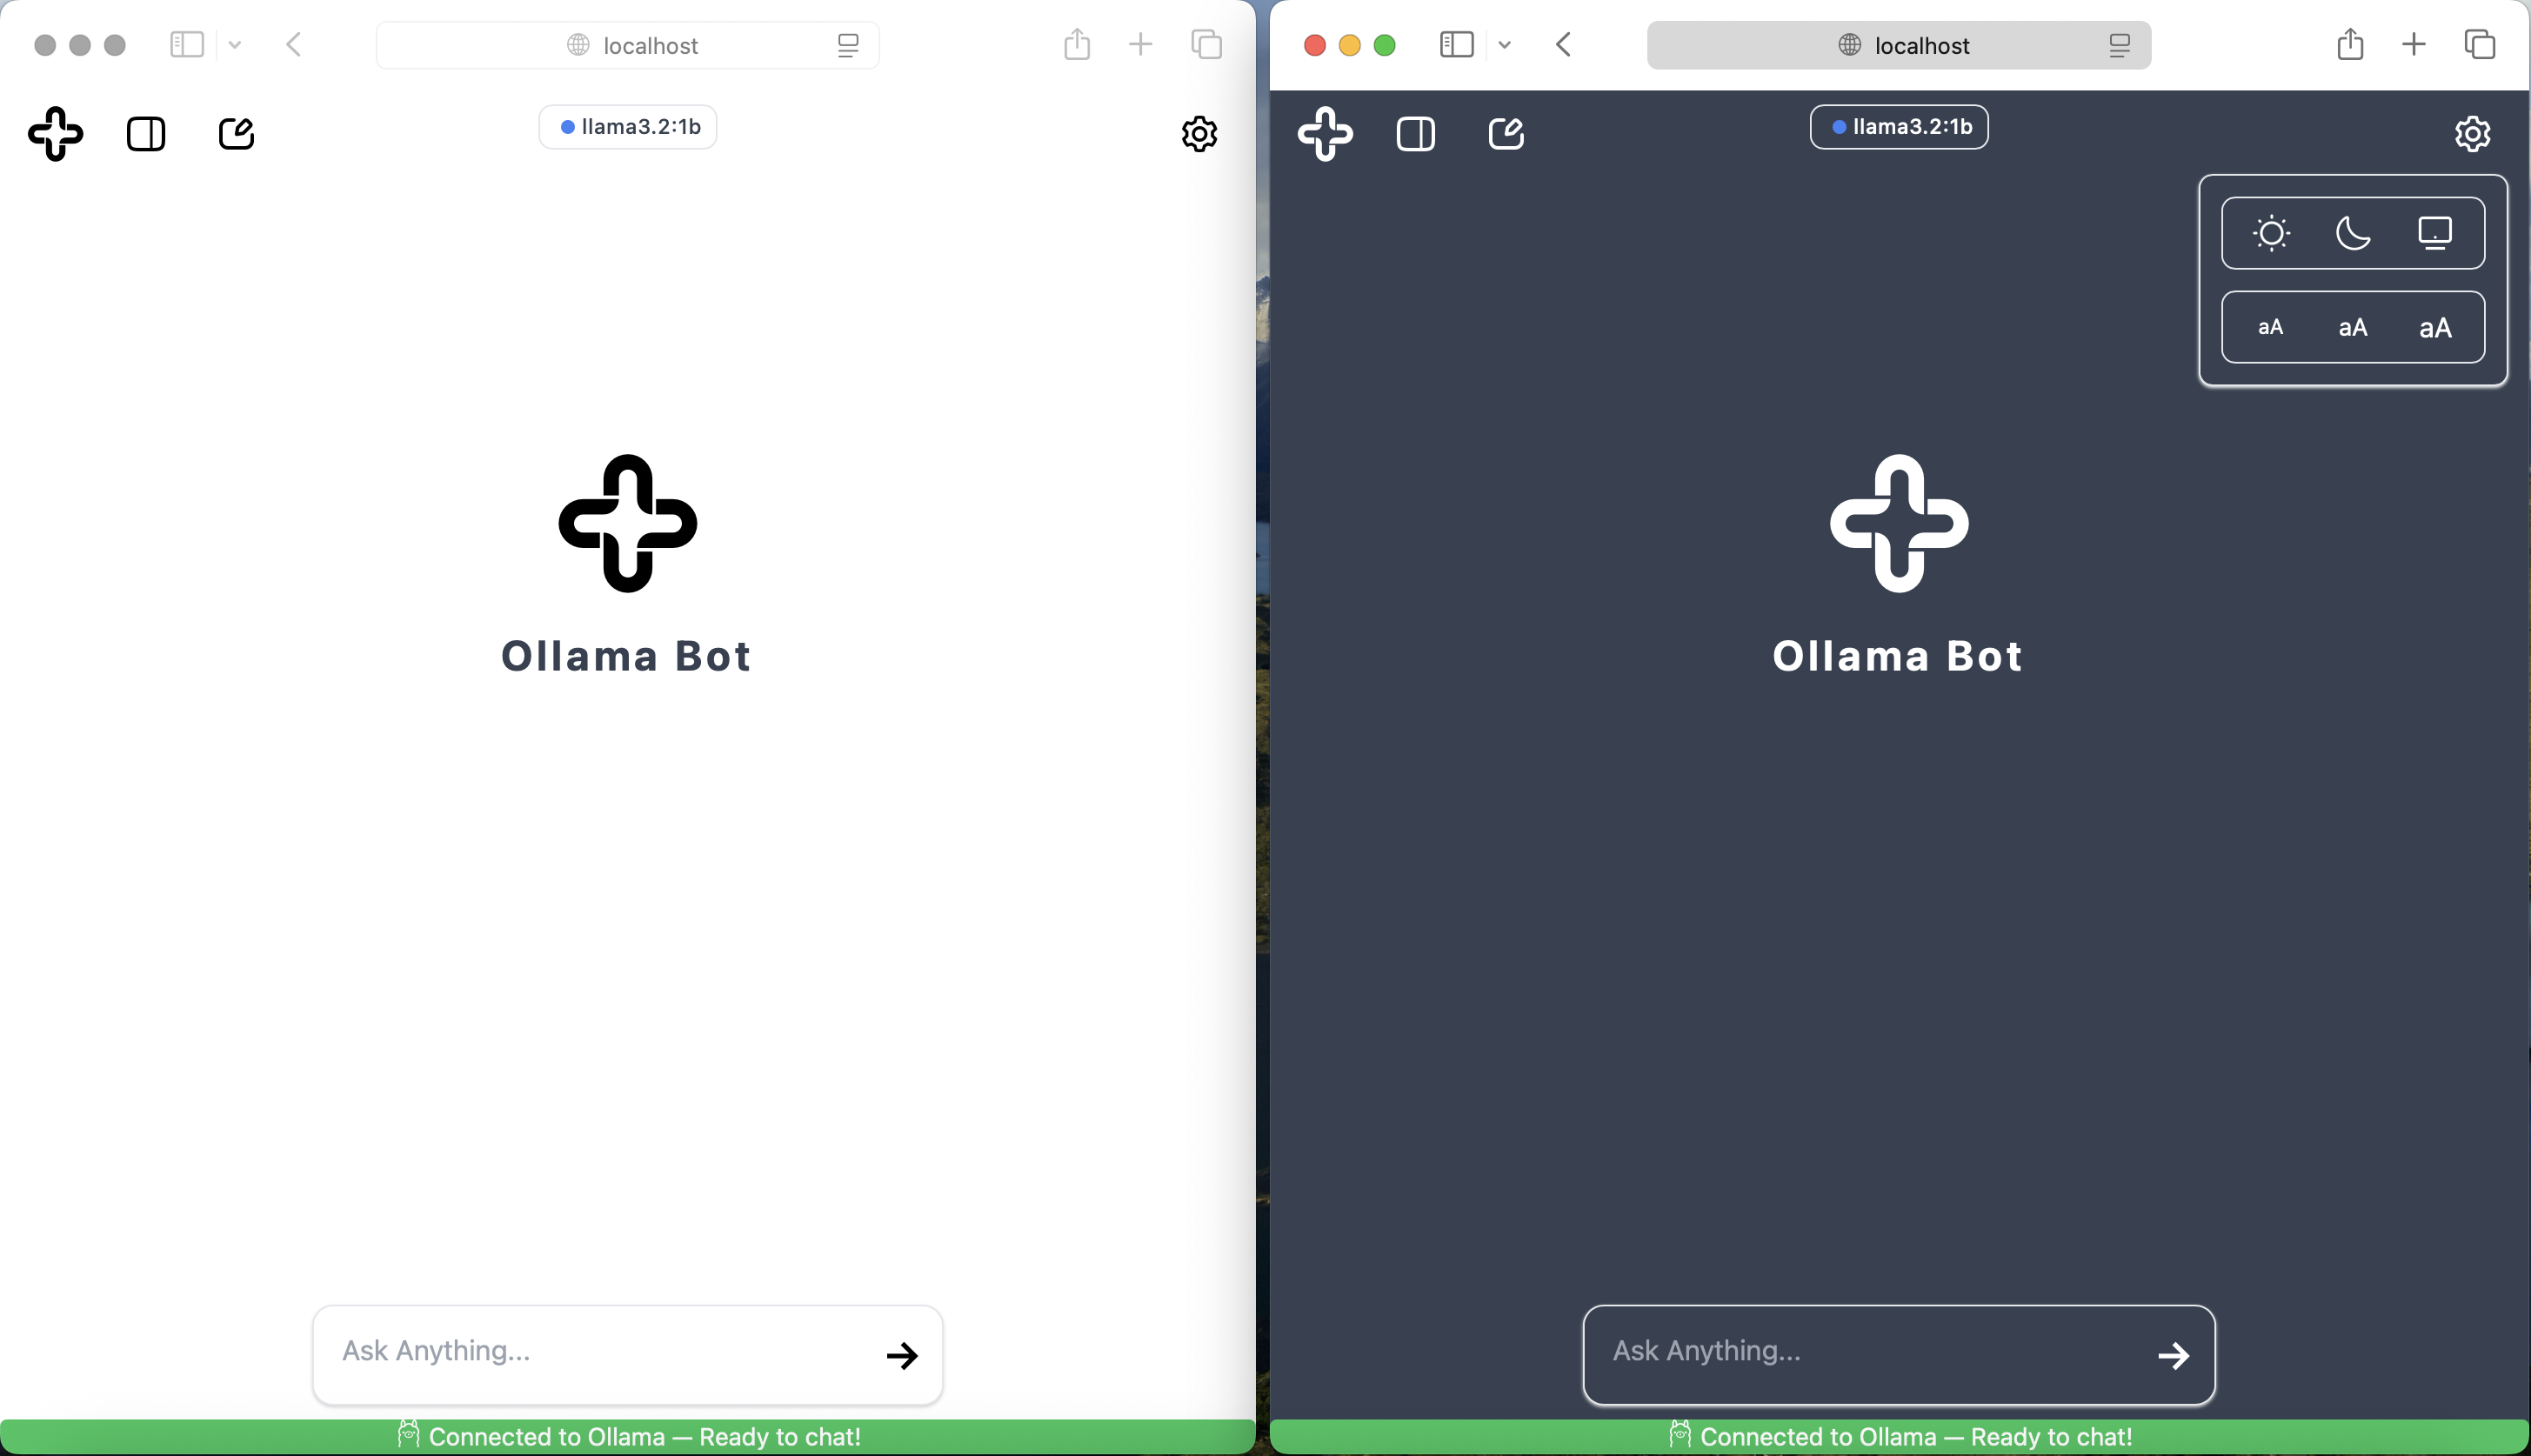 localhost
llama3.2:1b
Ollama Bot
Ask Anything...
Connected to Ollama — Ready to chat!
localhost
llama3.2:1b
aA aA aA
Ollama Bot
Ask Anything...
Connected to Ollama — Ready to chat!